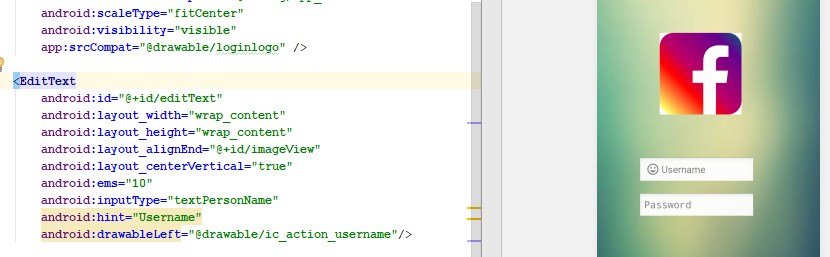 android:scaleType="fitCenter"
android:visibility="visible"
app:srcCompat="@drawable/loginlogo" />
<EditText
android:id="@+id/editText"
android:layout_width="wrap_content"
android:layout_height="wrap_content"
android:layout_alignEnd="@+id/imageView"
android:layout_centerVertical="true"
android:ems="10"
android:inputType="textPersonName"
android:hint="Username"
android:drawableLeft="@drawable/ic_action_username"/>
f
Username
Password